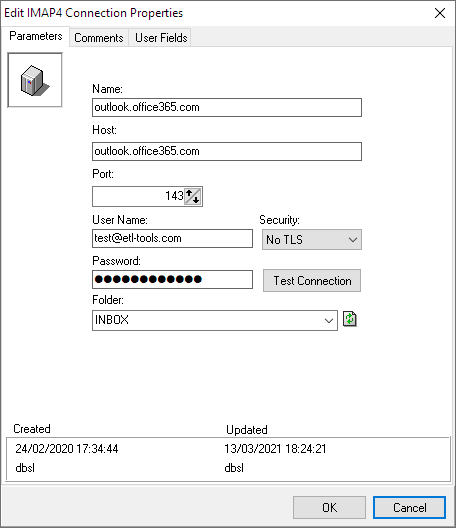 Edit IMAP4 Connection Properties
Parameters Comments User Fields
Name:
outlook.office365.com
Host:
outlook.office365.com
Port:
143
User Name: Security:
test@etl-tools.com No TLS
Password:
●●●●●●●●●●●● Test Connection
Folder:
INBOX
Created Updated
24/02/2020 17:34:44 13/03/2021 18:24:21
dbsl dbsl
OK Cancel